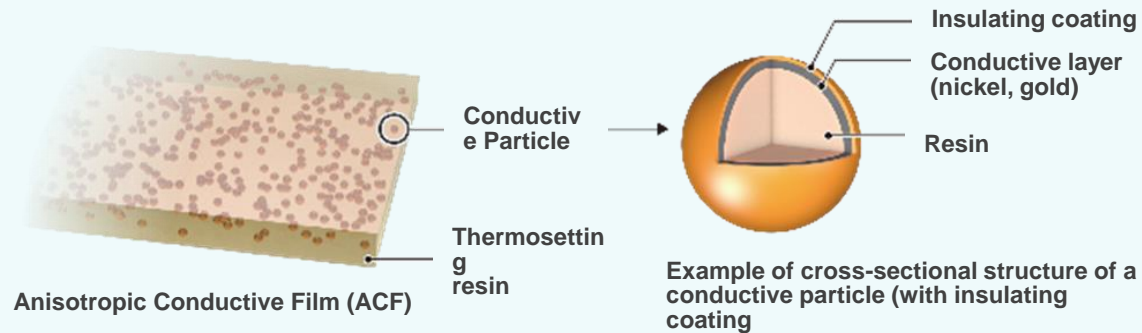 Insulating coating
Conductive layer
(nickel, gold)
Conductiv
e Particle
Resin
Thermosettin
g
resin
Anisotropic Conductive Film (ACF)
Example of cross-sectional structure of a
conductive particle (with insulating
coating